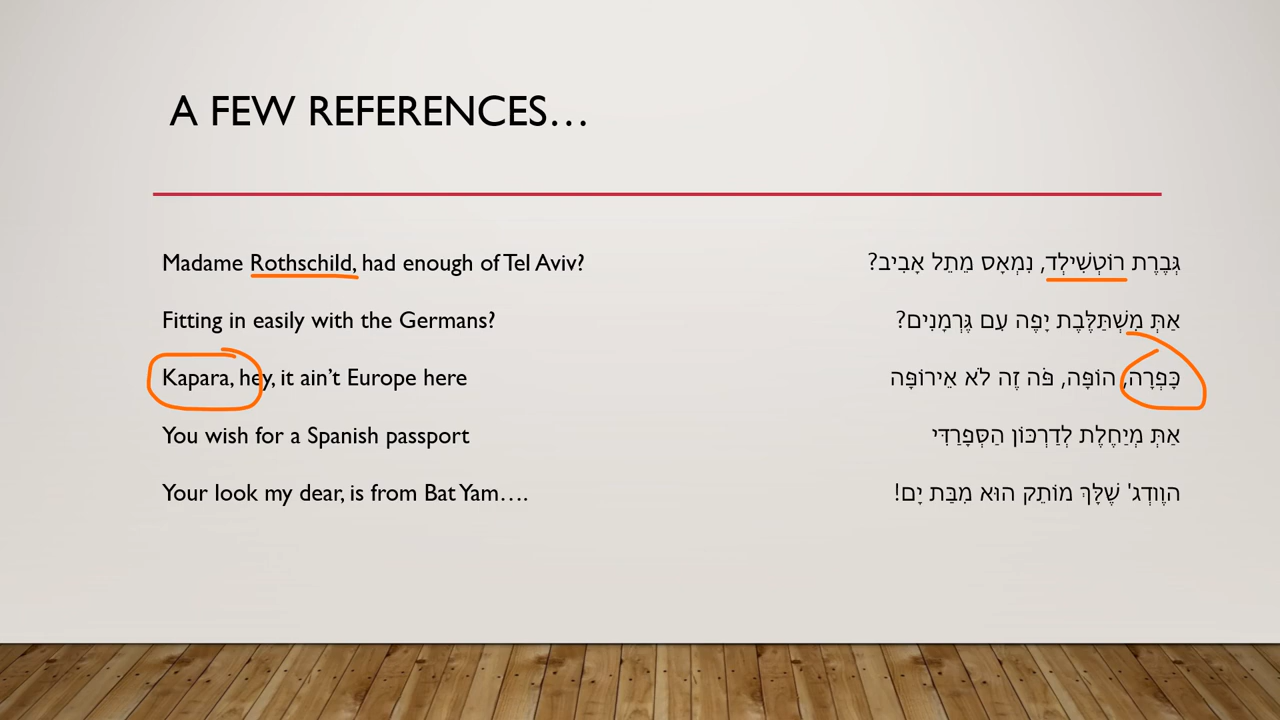 A FEW REFERENCES…
Madame Rothschild, had enough of Tel Aviv?
Fitting in easily with the Germans?
Kapara, hey, it ain’t Europe here
You wish for a Spanish passport
Your look my dear, is from Bat Yam….
גְּבֶרֶת רוֹטְשִׁילְד, נִמְאָס מִתֵּל אָבִיב?
אַתְּ מִשְׁתַּלֶּבֶת יָפֶה עִם גֶּרְמָנִים?
כַּפָּרָה, הוֹפָּה, פֹּה זֶה לֹא אֵירוֹפָּה
אַתְּ מְיַחֶלֶת לְדַרְכּוֹן הַסְּפָרַדִּי
הוֶוודְג' שֶׁלָּךְ מוֹתֶק הוּא מִבַּת יָם!